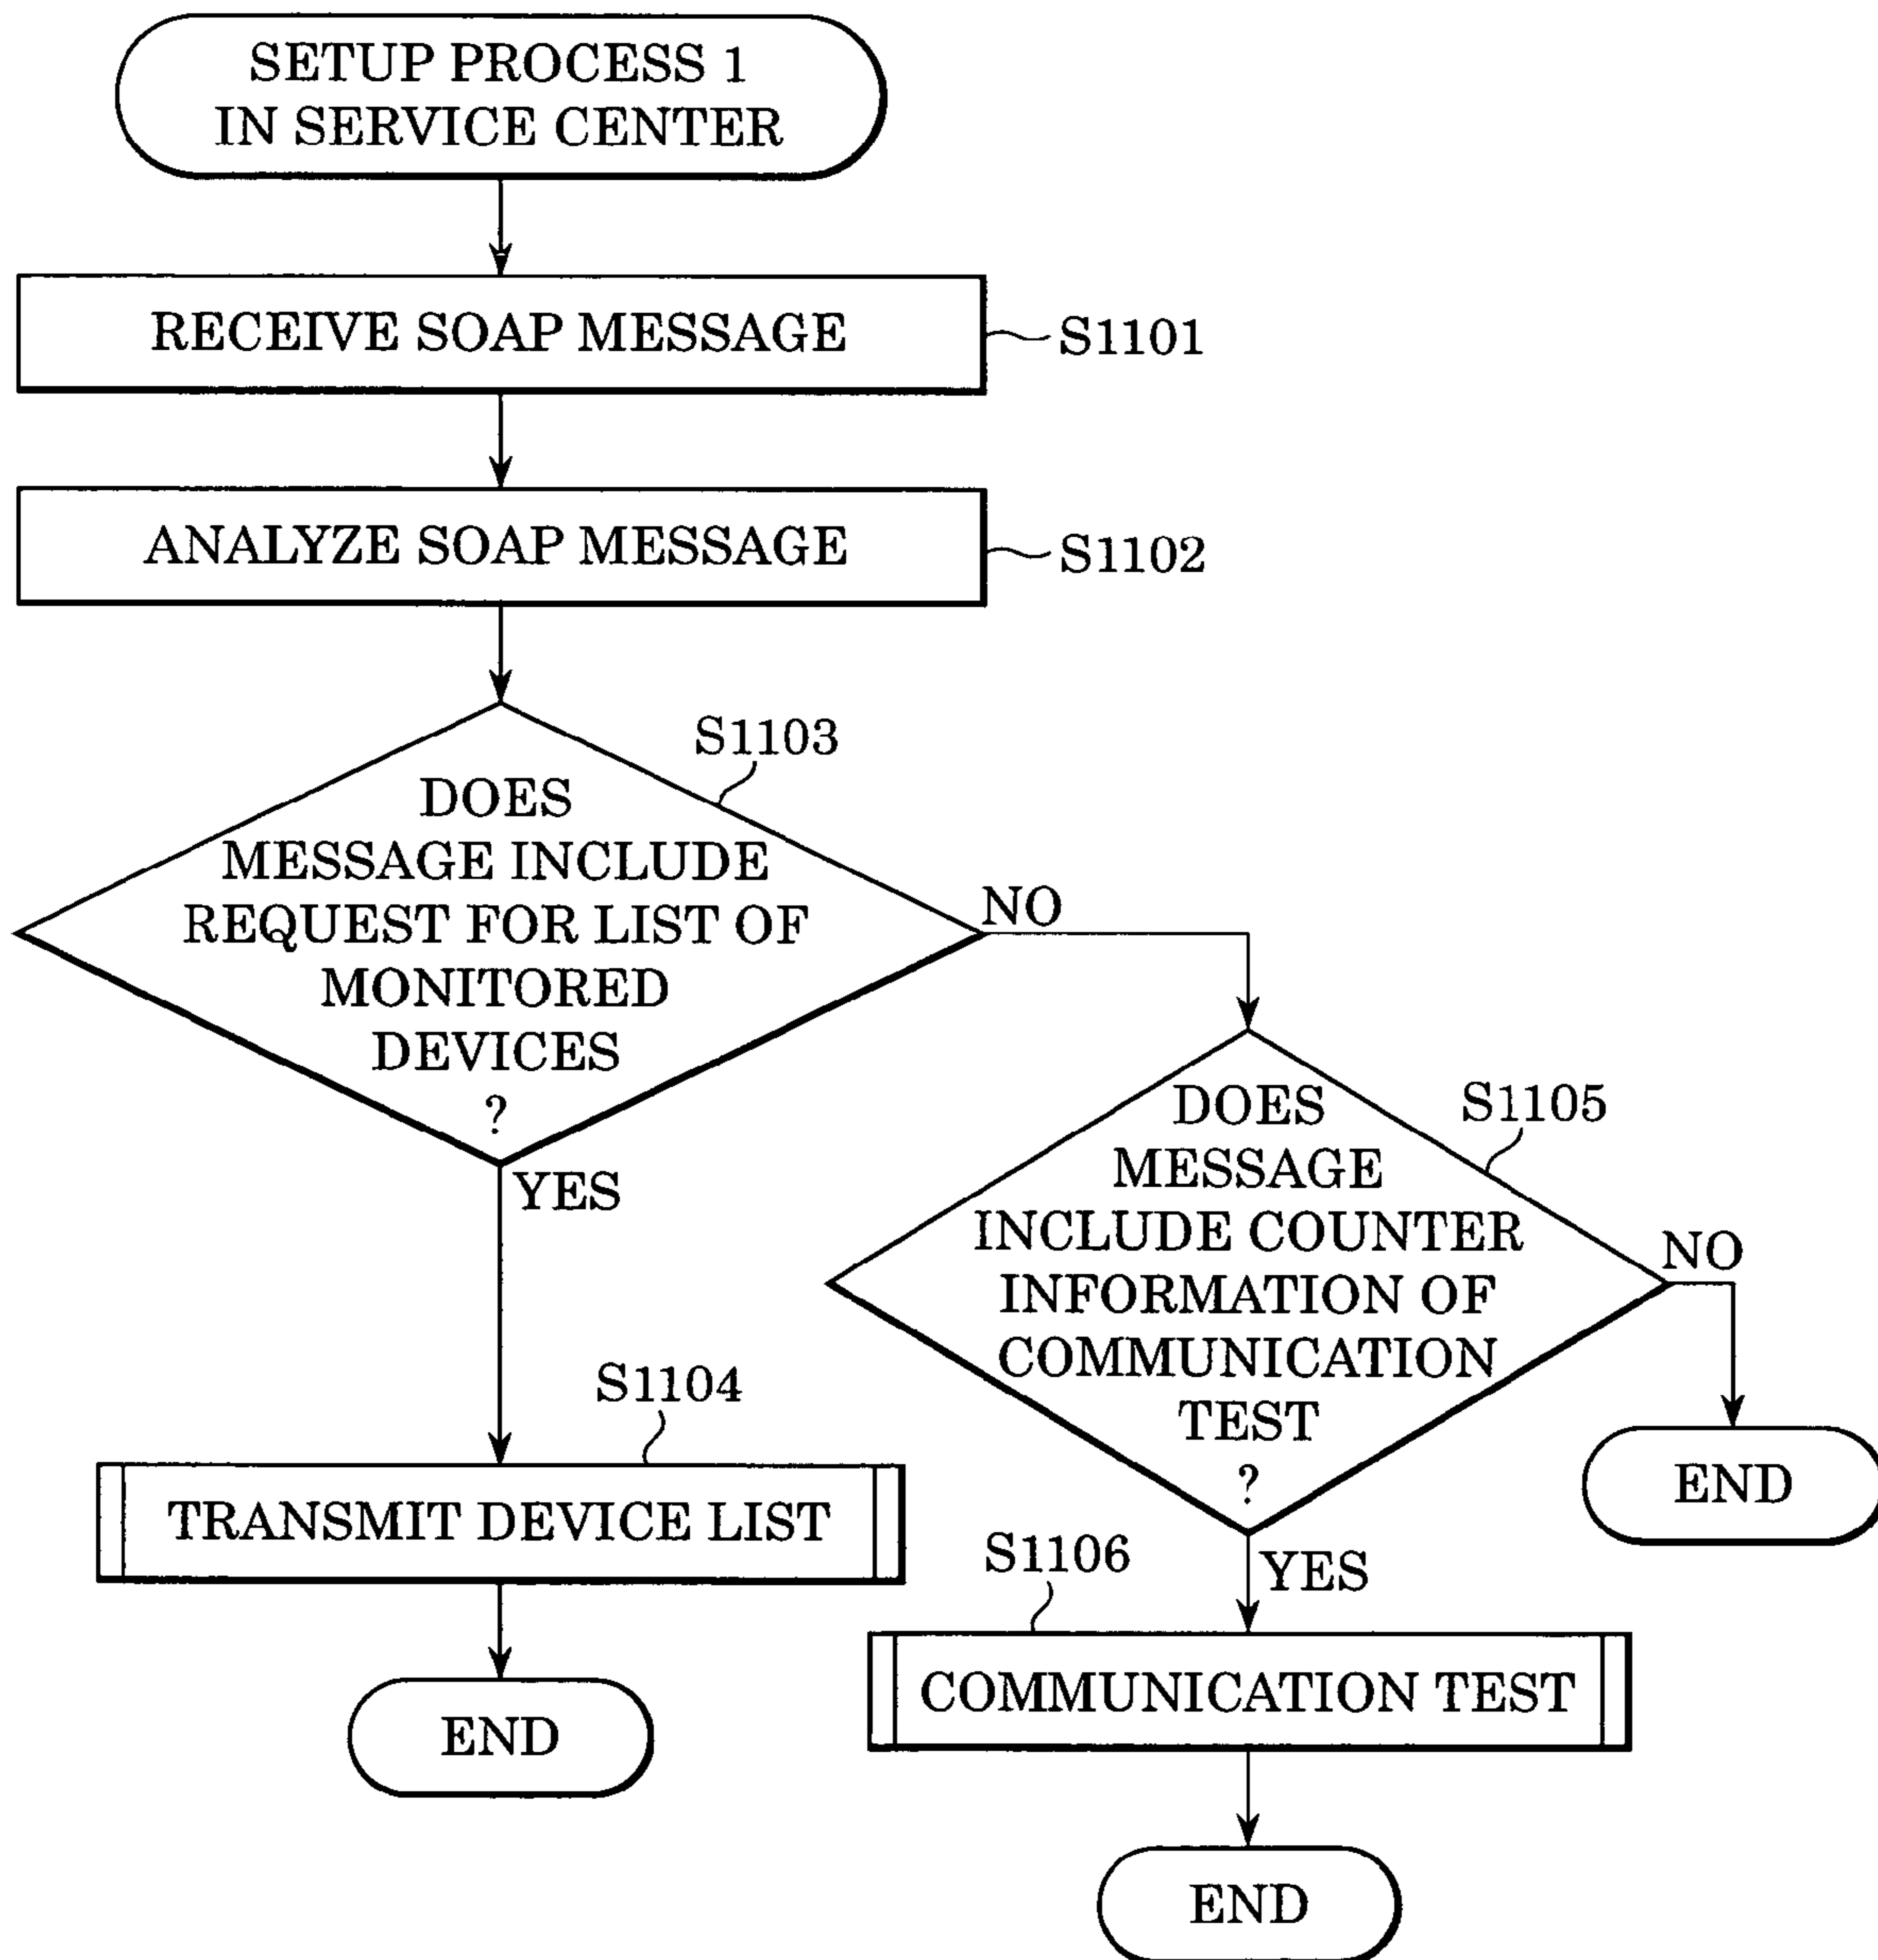 SETUP PROCESS 1
IN SERVICE CENTER
RECEIVE SOAP MESSAGE
S1101
ANALYZE SOAP MESSAGE
S1102
S1103
DOES
MESSAGE INCLUDE
REQUEST FOR LIST OF
MONITORED
DEVICES
?
NO
YES
S1105
DOES
MESSAGE
INCLUDE COUNTER
INFORMATION OF
COMMUNICATION
TEST
?
NO
END
YES
S1104
TRANSMIT DEVICE LIST
END
S1106
COMMUNICATION TEST
END